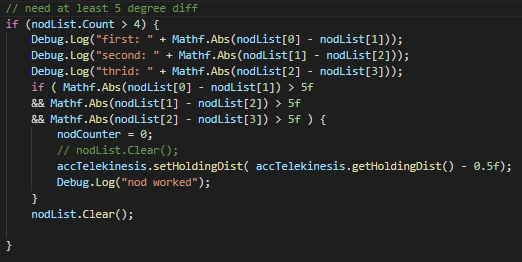 // need at least 5 degree diff
if (nodList.Count > 4) {
Debug.Log("first: " + Mathf.Abs(nodList[0] - nodList[1]));
Debug.Log("second: " + Mathf.Abs(nodList[1] - nodList[2]));
Debug.Log("thrid: " + Mathf.Abs(nodList[2] - nodList[3]));
if ( Mathf.Abs(nodList[0] - nodList[1]) > 5f
&& Mathf.Abs(nodList[1] - nodList[2]) > 5f
&& Mathf.Abs(nodList[2] - nodList[3]) > 5f ) {
nodCounter = 0;
// nodList.Clear();
accTelekinesis.setHoldingDist( accTelekinesis.getHoldingDist() - 0.5f);
Debug.Log("nod worked");
}
nodList.Clear();
}